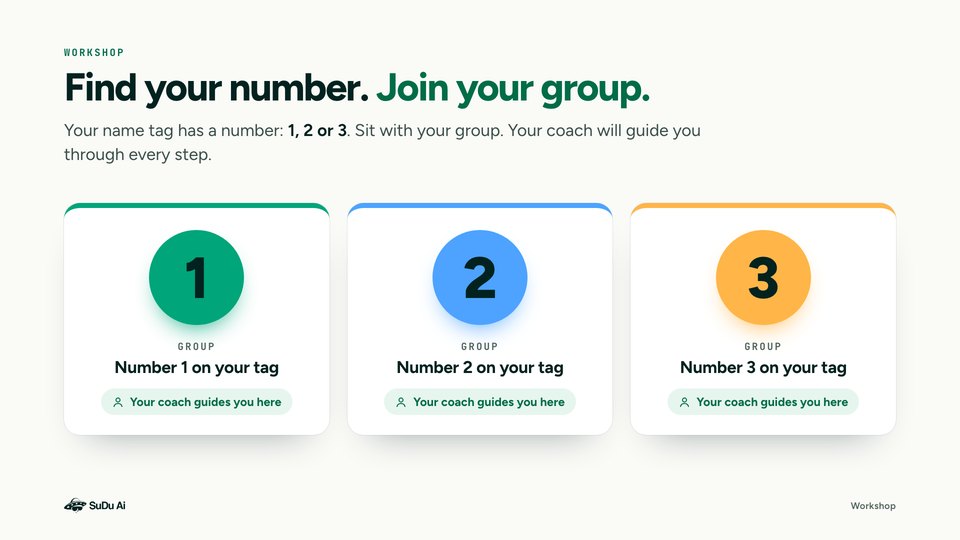 WORKSHOP
Find your number. Join your group.
Your name tag has a number: 1, 2 or 3. Sit with your group. Your coach will guide you
through every step.
1
GROUP
Number 1 on your tag
Your coach guides you here
2
GROUP
Number 2 on your tag
Your coach guides you here
3
GROUP
Number 3 on your tag
Your coach guides you here
SuDu Ai
Workshop